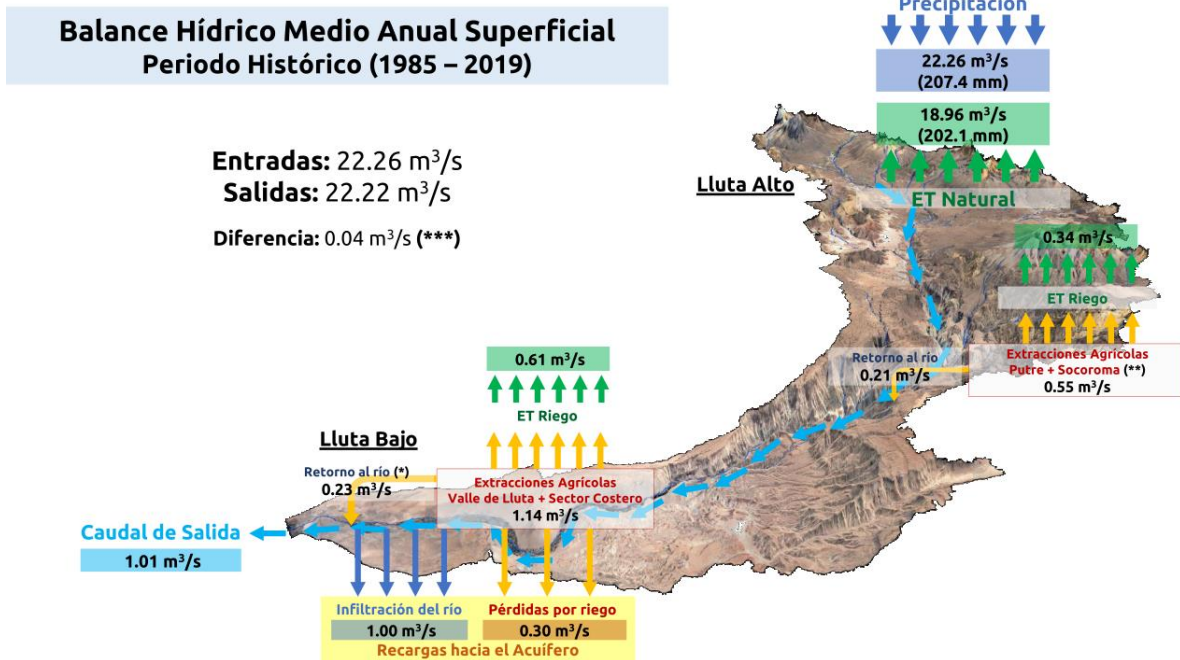 Balance Hídrico Medio Anual Superficial
Periodo Histórico (1985 – 2019)
Precipitación
22.26 m³/s
(207.4 mm)
18.96 m³/s
(202.1 mm)
ET Natural
Entradas: 22.26 m³/s
Salidas: 22.22 m³/s
Diferencia: 0.04 m³/s (***)
Lluta Alto
0.34 m³/s
ET Riego
Extracciones Agrícolas
Putre + Socoroma (**)
0.55 m³/s
Retorno al río
0.21 m³/s
0.61 m³/s
ET Riego
Lluta Bajo
Retorno al río (*)
0.23 m³/s
Extracciones Agrícolas
Valle de Lluta + Sector Costero
1.14 m³/s
Caudal de Salida
1.01 m³/s
Infiltración del río
1.00 m³/s
Pérdidas por riego
0.30 m³/s
Recargas hacia el Acuífero